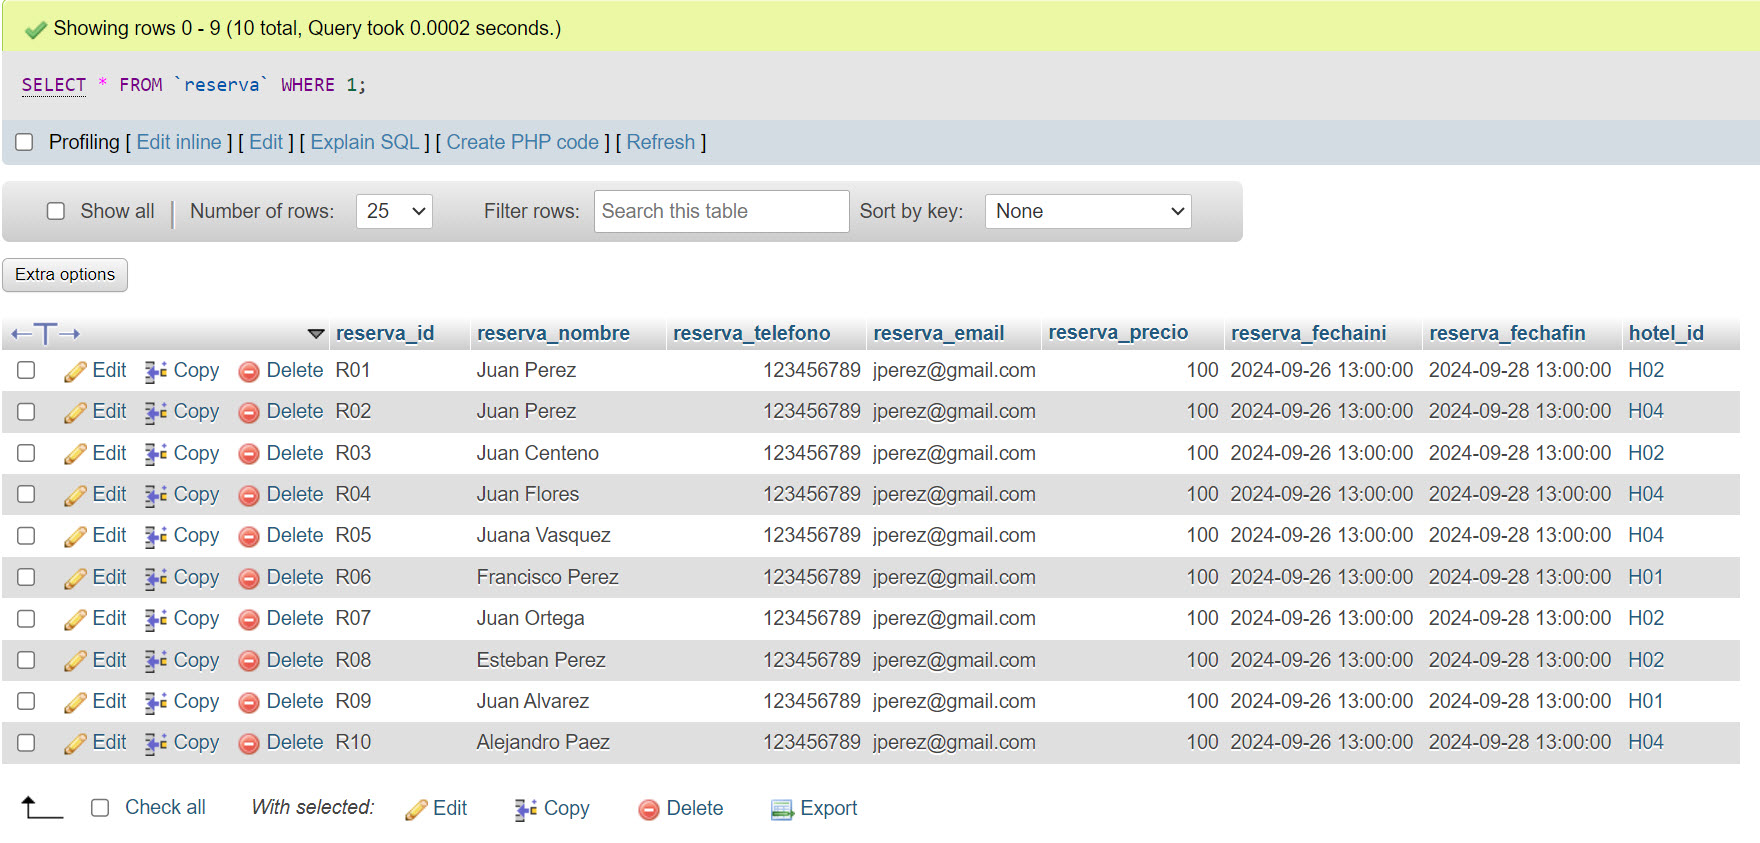 Showing rows 0 - 9 (10 total, Query took 0.0002 seconds.)
SELECT * FROM `reserva` WHERE 1;
Profiling [ Edit inline ] [ Edit ] [ Explain SQL ] [ Create PHP code ] [ Refresh ]
Show all | Number of rows: 25 Filter rows: Search this table Sort by key: None
Extra options
←T→ reserva_id reserva_nombre reserva_telefono reserva_email reserva_precio reserva_fechaini reserva_fechafin hotel_id
Edit Copy Delete R01 Juan Perez 123456789 jperez@gmail.com 100 2024-09-26 13:00:00 2024-09-28 13:00:00 H02
Edit Copy Delete R02 Juan Perez 123456789 jperez@gmail.com 100 2024-09-26 13:00:00 2024-09-28 13:00:00 H04
Edit Copy Delete R03 Juan Centeno 123456789 jperez@gmail.com 100 2024-09-26 13:00:00 2024-09-28 13:00:00 H02
Edit Copy Delete R04 Juan Flores 123456789 jperez@gmail.com 100 2024-09-26 13:00:00 2024-09-28 13:00:00 H04
Edit Copy Delete R05 Juana Vasquez 123456789 jperez@gmail.com 100 2024-09-26 13:00:00 2024-09-28 13:00:00 H04
Edit Copy Delete R06 Francisco Perez 123456789 jperez@gmail.com 100 2024-09-26 13:00:00 2024-09-28 13:00:00 H01
Edit Copy Delete R07 Juan Ortega 123456789 jperez@gmail.com 100 2024-09-26 13:00:00 2024-09-28 13:00:00 H02
Edit Copy Delete R08 Esteban Perez 123456789 jperez@gmail.com 100 2024-09-26 13:00:00 2024-09-28 13:00:00 H02
Edit Copy Delete R09 Juan Alvarez 123456789 jperez@gmail.com 100 2024-09-26 13:00:00 2024-09-28 13:00:00 H01
Edit Copy Delete R10 Alejandro Paez 123456789 jperez@gmail.com 100 2024-09-26 13:00:00 2024-09-28 13:00:00 H04
Check all With selected: Edit Copy Delete Export